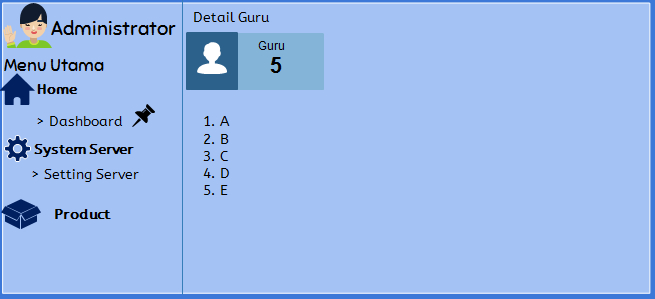 Administrator
Menu Utama
Home
> Dashboard
System Server
> Setting Server
Product
Detail Guru
Guru
5
1. A
2. B
3. C
4. D
5. E